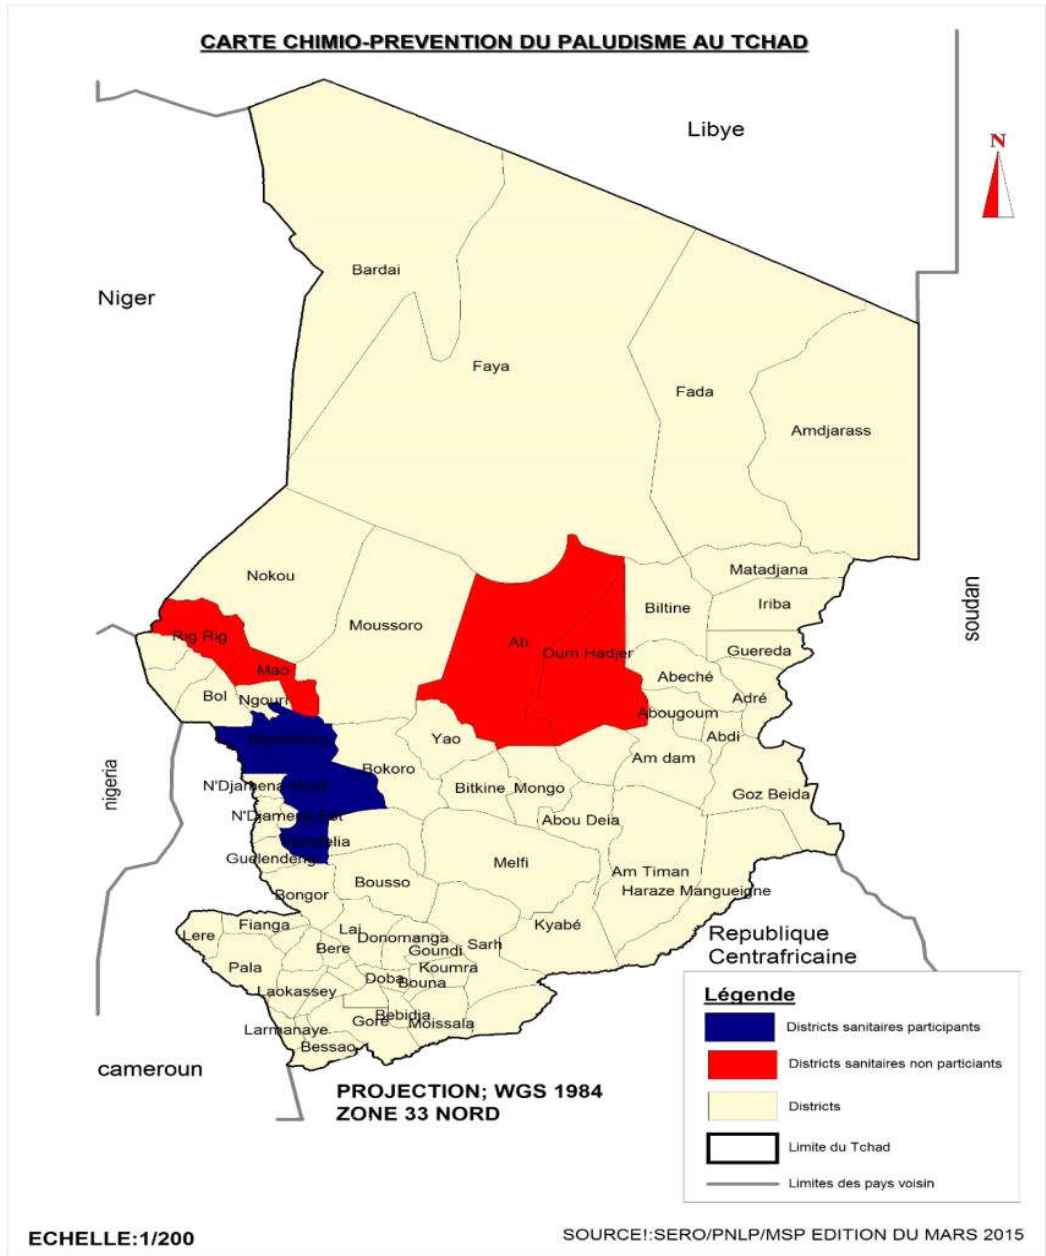 CARTE CHIMIO-PREVENTION DU PALUDISME AU TCHAD
Libye
N
Bardai
Niger
Faya
Fada
Amdjarass
Matadjana
Nokou
Iriba
Biltine
soudan
Moussoro
Rig Rig
Ati
Oum Hadjer
Guereda
Mao
Abeché
Bol
Ngouri
Adré
Abougoum
Abdi
Yao
Am dam
Bokoro
nigeria
N'Djamena Nord
Bitkine
Mongo
Goz Beida
N'Djamena Est
Abou Deia
Mandelia
Guelendeng
Melfi
Am Timan
Bousso
Haraze Mangueigne
Bongor
Fianga
Lere
Lai
Donomanga
Kyabé
Bere
Goundi
Sarh
Republique
Centrafricaine
Pala
Koumra
Doba
Bouna
Laokassey
Bebidja
Gore
Moissala
Larmanaye
Bessao
cameroun
Légende
Districts sanitaires participants
Districts sanitaires non particiants
Districts
Limite du Tchad
Limites des pays voisin
PROJECTION; WGS 1984
ZONE 33 NORD
ECHELLE:1/200
SOURCE!:SERO/PNLP/MSP EDITION DU MARS 2015